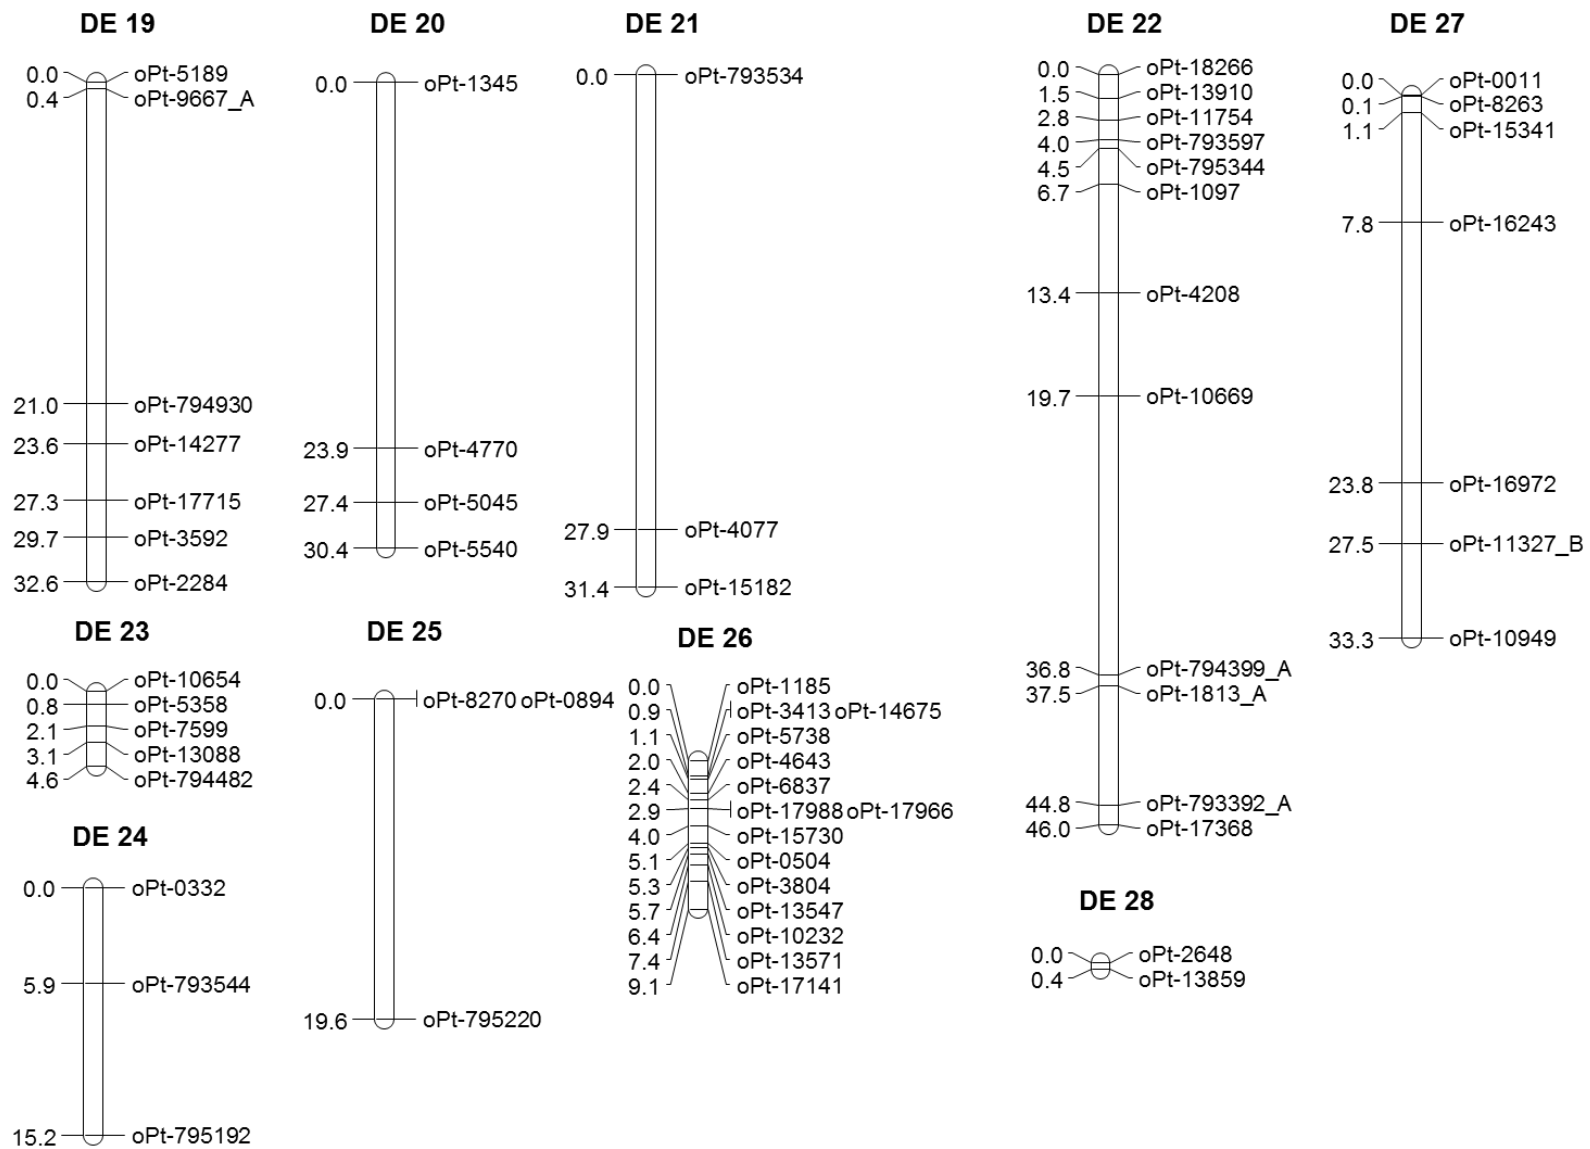 DE 19
0.0 oPt-5189
0.4 oPt-9667_A
21.0 oPt-794930
23.6 oPt-14277
27.3 oPt-17715
29.7 oPt-3592
32.6 oPt-2284
DE 20
0.0 oPt-1345
23.9 oPt-4770
27.4 oPt-5045
30.4 oPt-5540
DE 21
0.0 oPt-793534
27.9 oPt-4077
31.4 oPt-15182
DE 22
0.0 oPt-18266
1.5 oPt-13910
2.8 oPt-11754
4.0 oPt-793597
4.5 oPt-795344
6.7 oPt-1097
13.4 oPt-4208
19.7 oPt-10669
36.8 oPt-794399_A
37.5 oPt-1813_A
44.8 oPt-793392_A
46.0 oPt-17368
DE 27
0.0 oPt-0011
0.1 oPt-8263
1.1 oPt-15341
7.8 oPt-16243
23.8 oPt-16972
27.5 oPt-11327_B
33.3 oPt-10949
DE 23
0.0 oPt-10654
0.8 oPt-5358
2.1 oPt-7599
3.1 oPt-13088
4.6 oPt-794482
DE 25
0.0 oPt-8270 oPt-0894
19.6 oPt-795220
DE 26
0.0 oPt-1185
0.9 oPt-3413 oPt-14675
1.1 oPt-5738
2.0 oPt-4643
2.4 oPt-6837
2.9 oPt-17988 oPt-17966
4.0 oPt-15730
5.1 oPt-0504
5.3 oPt-3804
5.7 oPt-13547
6.4 oPt-10232
7.4 oPt-13571
9.1 oPt-17141
DE 24
0.0 oPt-0332
5.9 oPt-793544
15.2 oPt-795192
DE 28
0.0 oPt-2648
0.4 oPt-13859